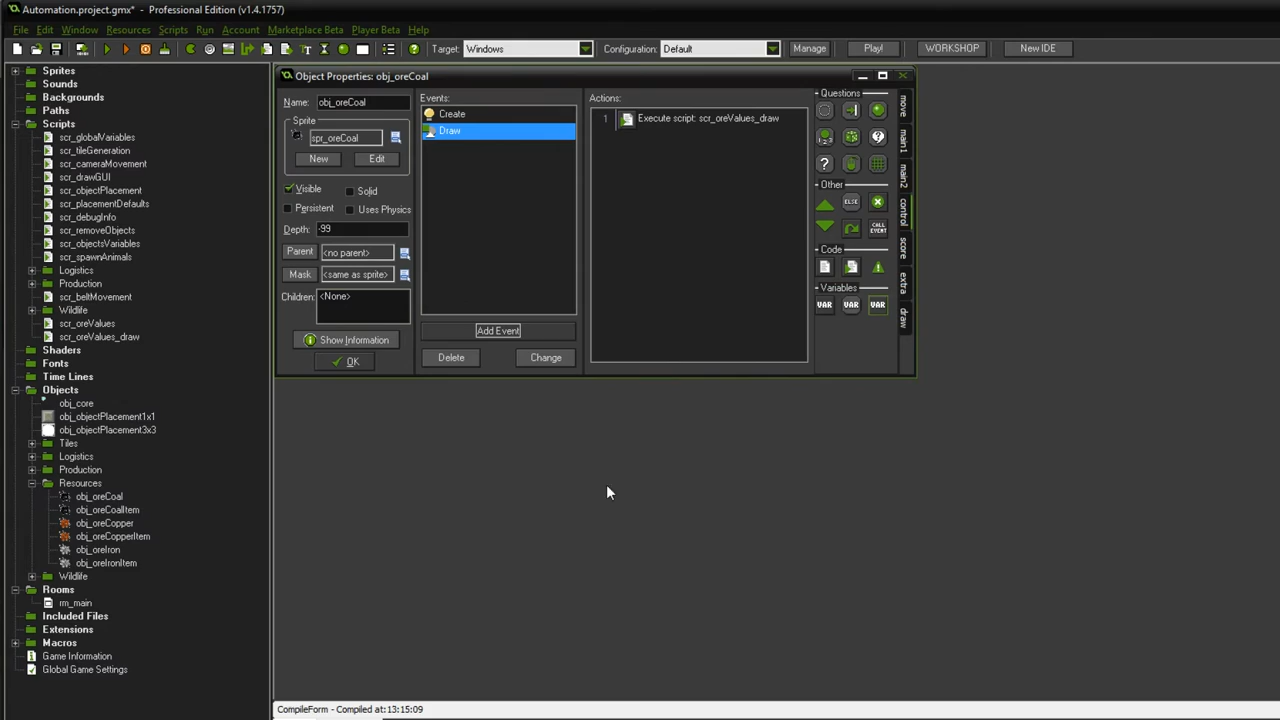 Automation.project.gmx* - Professional Edition (v1.4.1757)
File Edit Window Resources Scripts Run Account Marketplace Beta Player Beta Help
Target: Windows Configuration: Default Manage Play! WORKSHOP New IDE
Sprites
Sounds
Backgrounds
Paths
Scripts
scr_globalVariables
scr_tileGeneration
scr_cameraMovement
scr_drawGUI
scr_objectPlacement
scr_placementDefaults
scr_debugInfo
scr_removeObjects
scr_objectsVariables
scr_spawnAnimals
Logistics
Production
scr_beltMovement
Wildlife
scr_oreValues
scr_oreValues_draw
Shaders
Fonts
Time Lines
Objects
obj_core
obj_objectPlacement1x1
obj_objectPlacement3x3
Tiles
Logistics
Production
Resources
obj_oreCoal
obj_oreCoalItem
obj_oreCopper
obj_oreCopperItem
obj_oreIron
obj_oreIronItem
Wildlife
Rooms
rm_main
Included Files
Extensions
Macros
Game Information
Global Game Settings
Object Properties: obj_oreCoal
Name: obj_oreCoal
Sprite
spr_oreCoal
New Edit
Visible Solid
Persistent Uses Physics
Depth: -99
Parent <no parent>
Mask <same as sprite>
Children: <None>
Show Information
OK
Events:
Create
Draw
Add Event
Delete Change
Actions:
1 Execute script: scr_oreValues_draw
Questions
Other
ELSE
CALL EVENT
Code
Variables
VAR VAR VAR
move
main1
main2
control
score
extra
draw
CompileForm - Compiled at:13:15:09